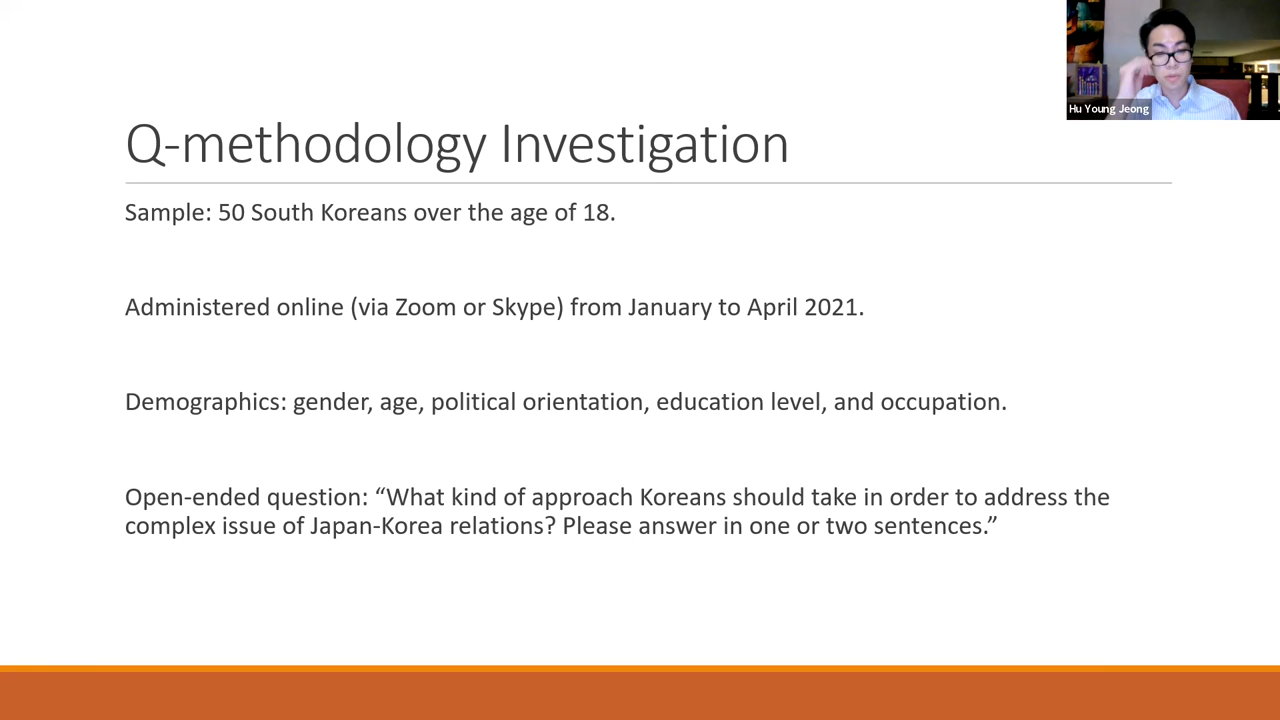 Hu Young Jeong
Q-methodology Investigation
Sample: 50 South Koreans over the age of 18.
Administered online (via Zoom or Skype) from January to April 2021.
Demographics: gender, age, political orientation, education level, and occupation.
Open-ended question: “What kind of approach Koreans should take in order to address the
complex issue of Japan-Korea relations? Please answer in one or two sentences.”